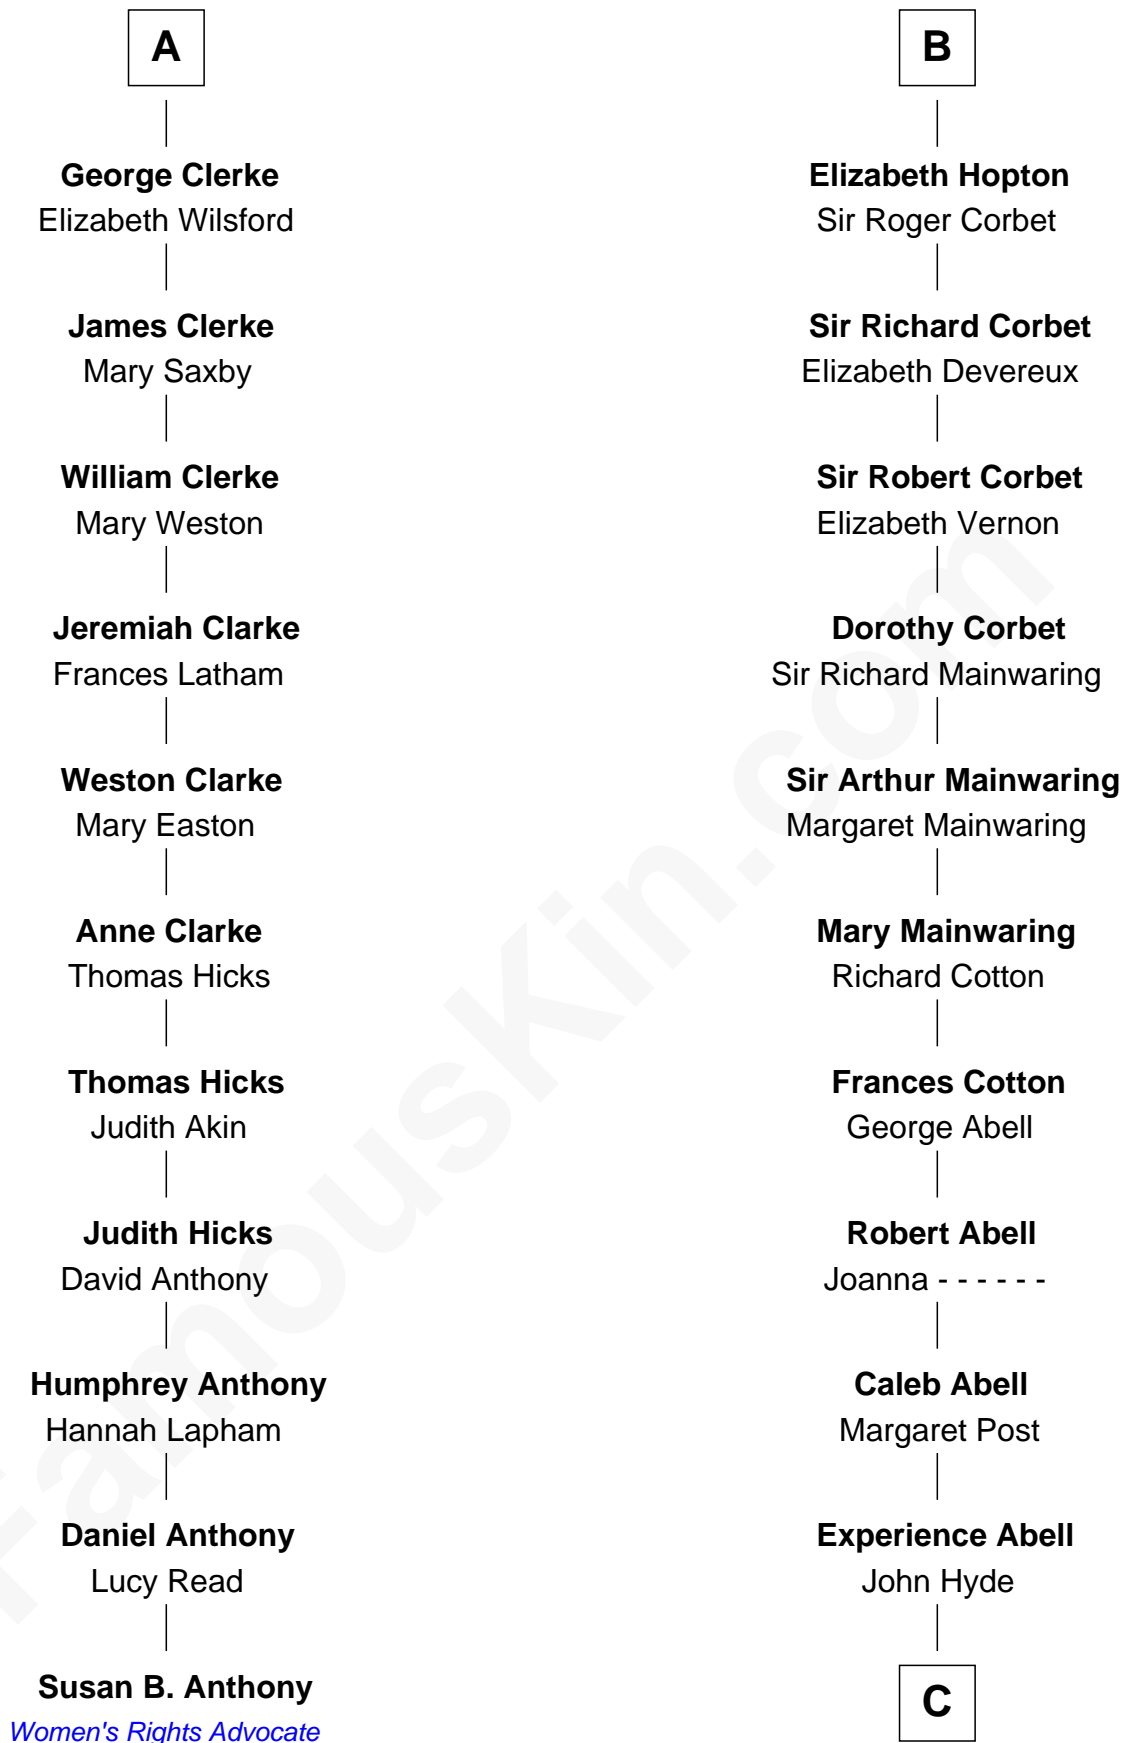 A
George Clerke
Elizabeth Wilsford
James Clerke
Mary Saxby
William Clerke
Mary Weston
Jeremiah Clarke
Frances Latham
Weston Clarke
Mary Easton
Anne Clarke
Thomas Hicks
Thomas Hicks
Judith Akin
Judith Hicks
David Anthony
Humphrey Anthony
Hannah Lapham
Daniel Anthony
Lucy Read
Susan B. Anthony
Women's Rights Advocate
B
Elizabeth Hopton
Sir Roger Corbet
Sir Richard Corbet
Elizabeth Devereux
Sir Robert Corbet
Elizabeth Vernon
Dorothy Corbet
Sir Richard Mainwaring
Sir Arthur Mainwaring
Margaret Mainwaring
Mary Mainwaring
Richard Cotton
Frances Cotton
George Abell
Robert Abell
Joanna - - - - - -
Caleb Abell
Margaret Post
Experience Abell
John Hyde
C
FamousKin.com